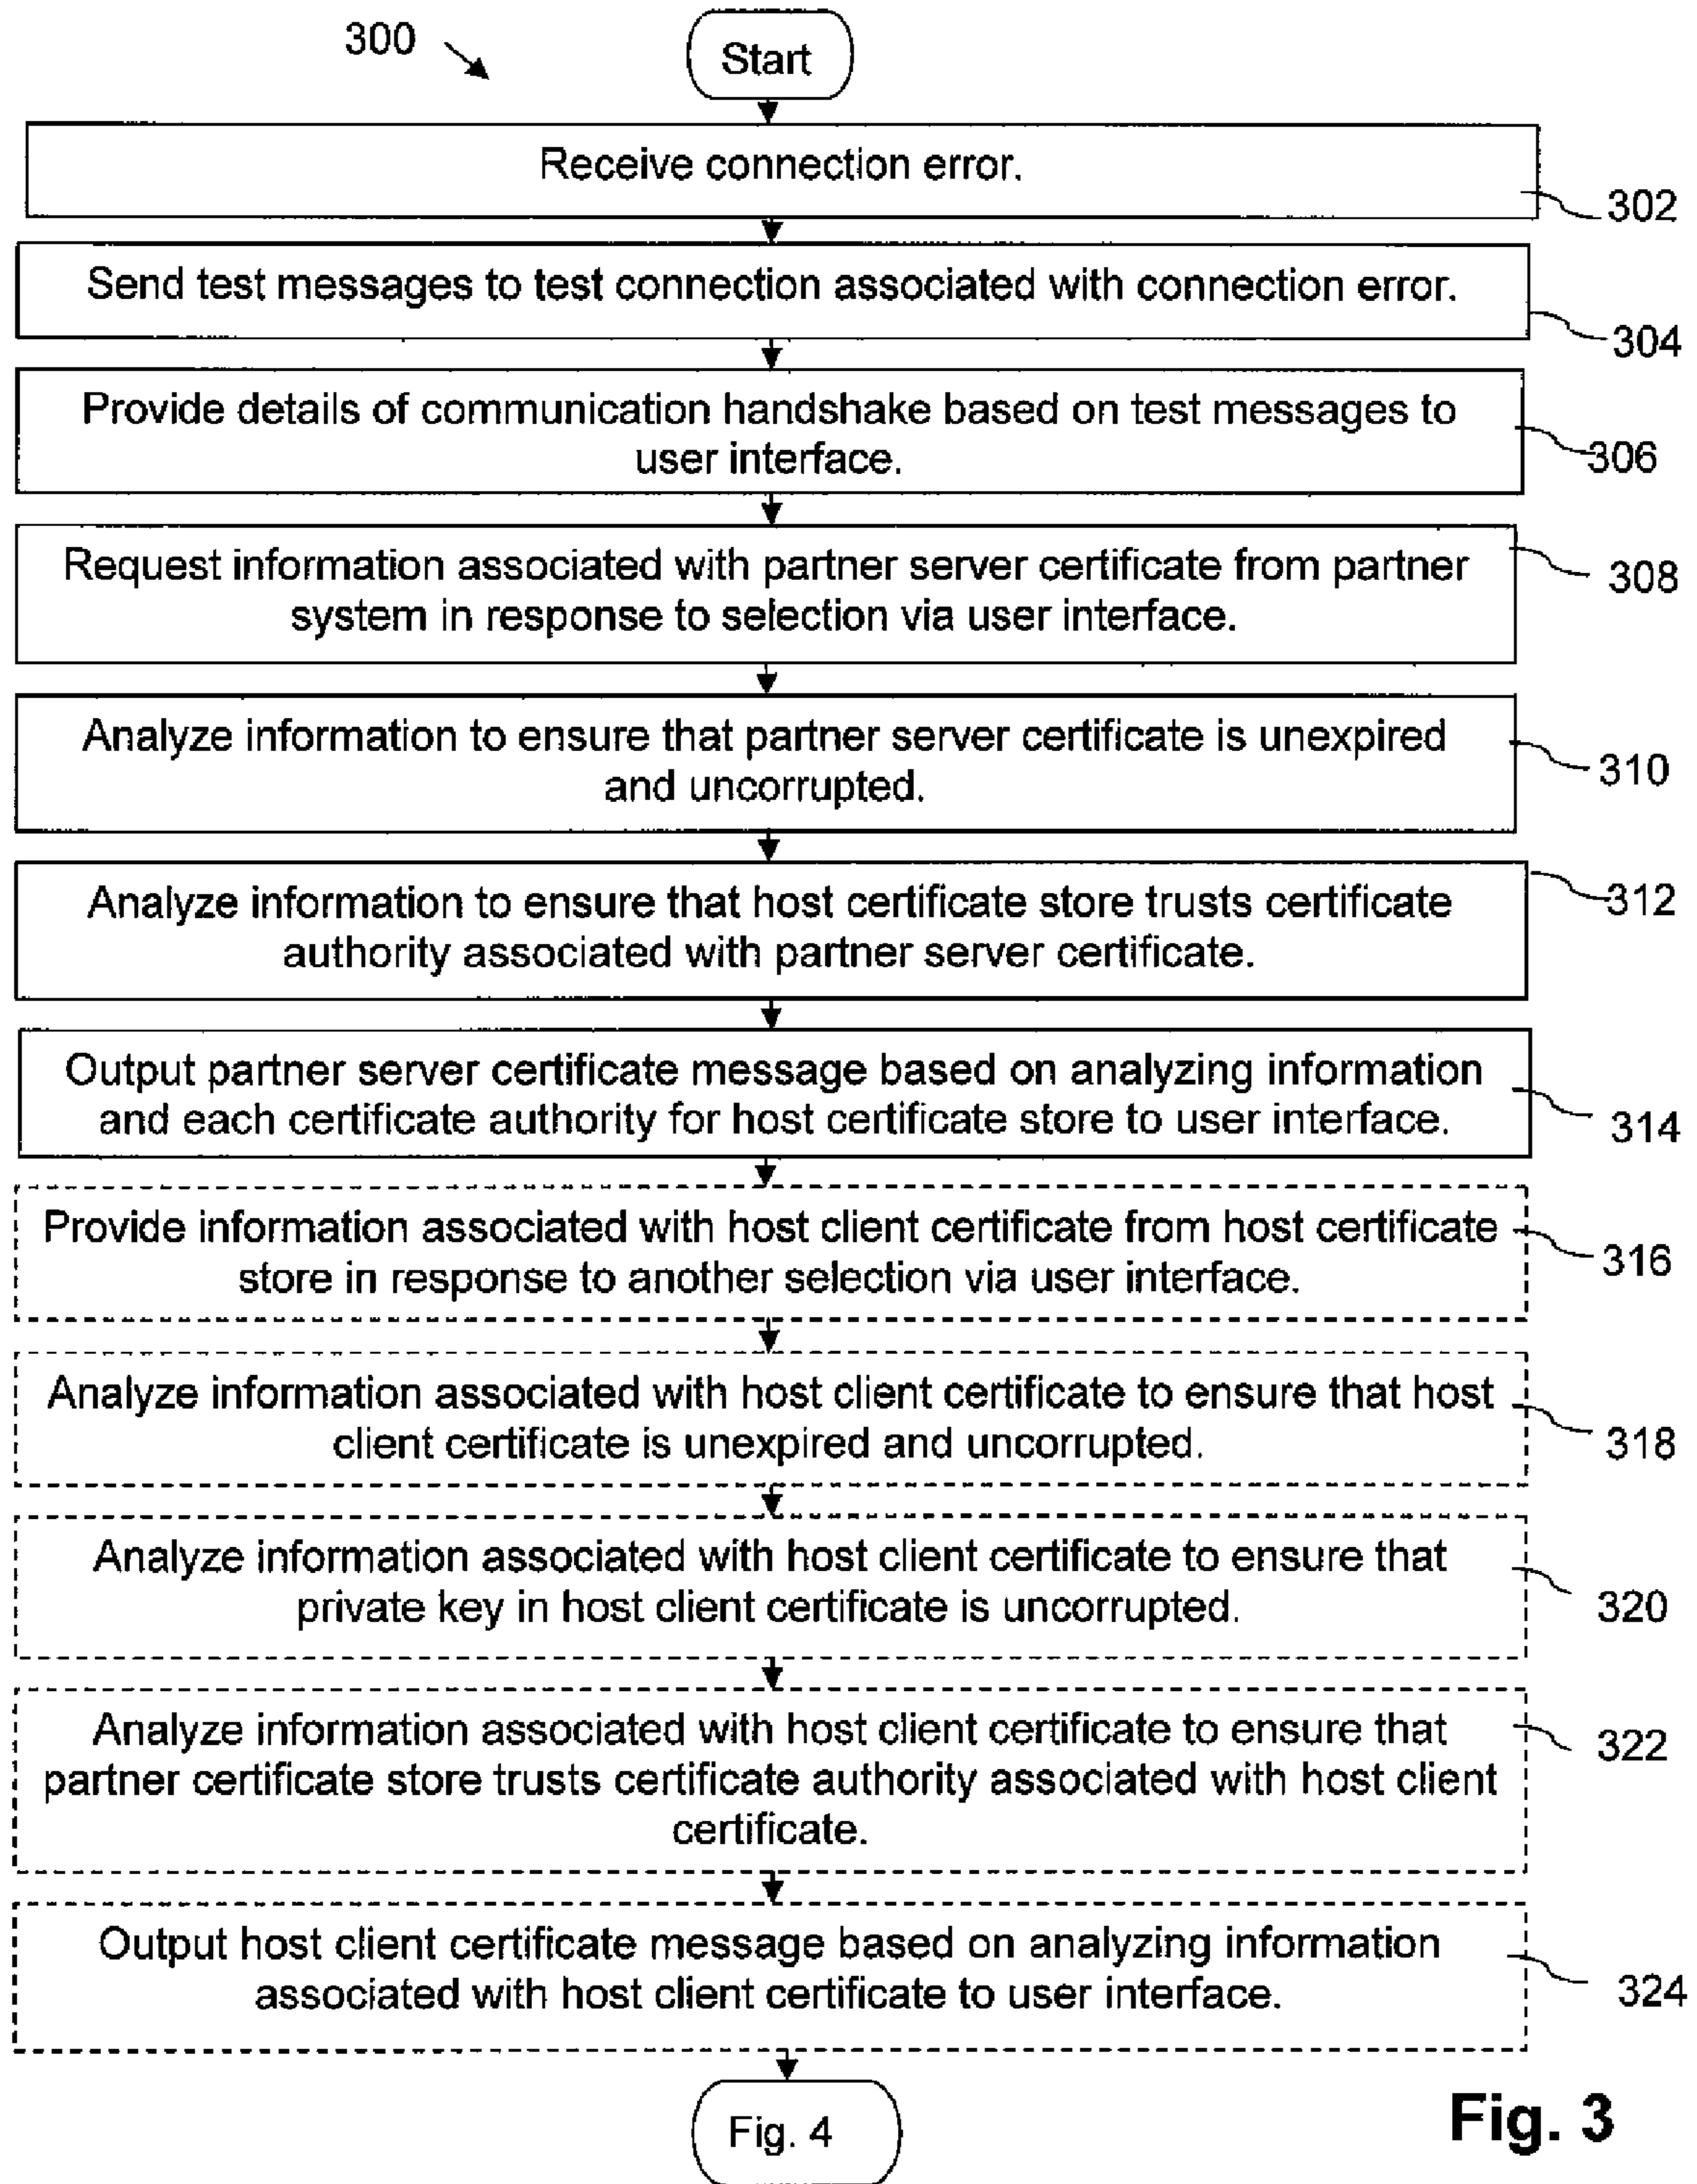 300
Start
Receive connection error.
302
Send test messages to test connection associated with connection error.
304
Provide details of communication handshake based on test messages to
user interface.
306
Request information associated with partner server certificate from partner
system in response to selection via user interface.
308
Analyze information to ensure that partner server certificate is unexpired
and uncorrupted.
310
Analyze information to ensure that host certificate store trusts certificate
authority associated with partner server certificate.
312
Output partner server certificate message based on analyzing information
and each certificate authority for host certificate store to user interface.
314
Provide information associated with host client certificate from host certificate
store in response to another selection via user interface.
316
Analyze information associated with host client certificate to ensure that host
client certificate is unexpired and uncorrupted.
318
Analyze information associated with host client certificate to ensure that
private key in host client certificate is uncorrupted.
320
Analyze information associated with host client certificate to ensure that
partner certificate store trusts certificate authority associated with host client
certificate.
322
Output host client certificate message based on analyzing information
associated with host client certificate to user interface.
324
Fig. 4
Fig. 3